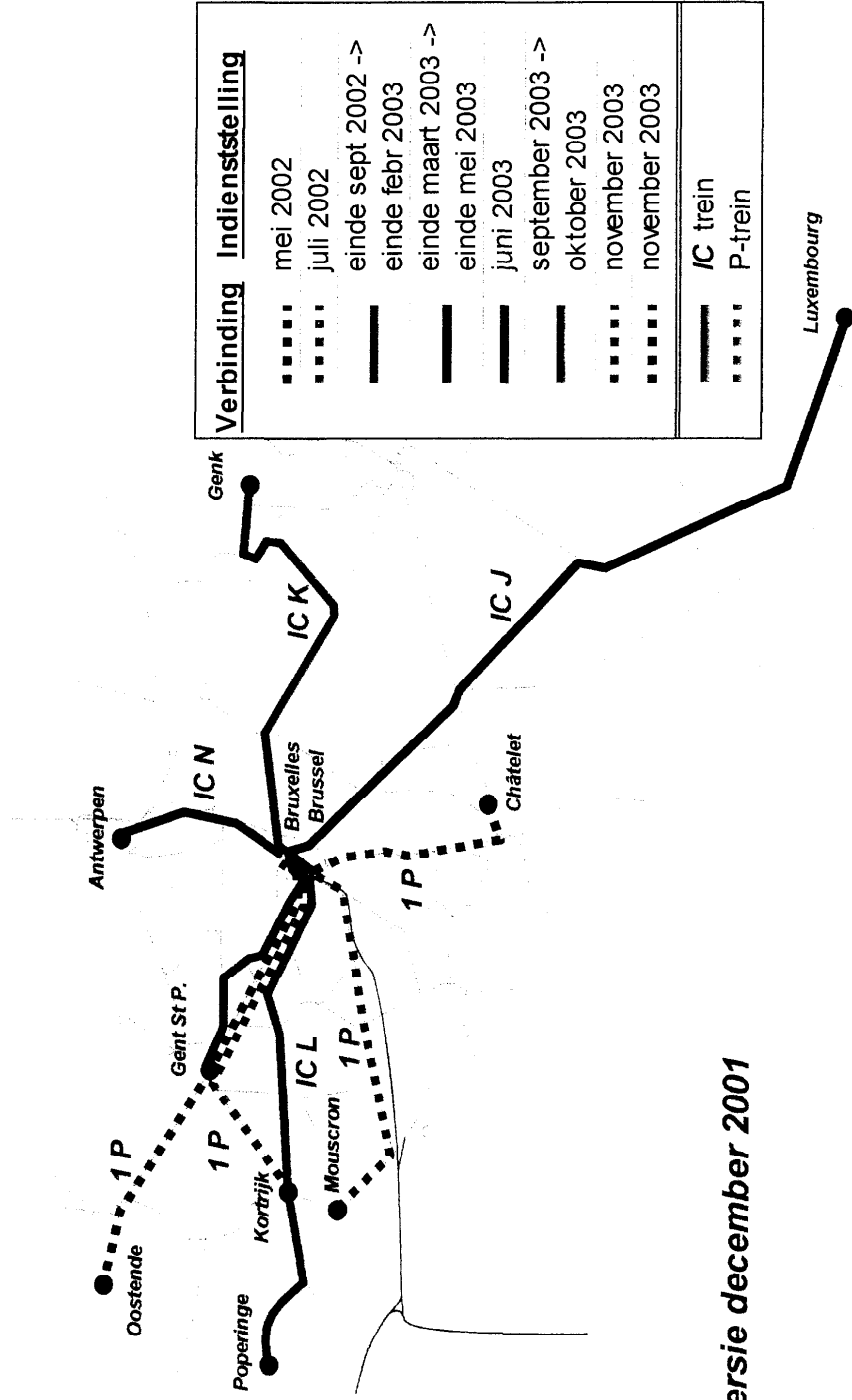 Verbinding Indienststelling
mei 2002
juli 2002
einde sept 2002 ->
einde febr 2003
einde maart 2003 ->
einde mei 2003
juni 2003
september 2003 ->
oktober 2003
november 2003
november 2003
IC trein
P-trein
Antwerpen
Genk
IC N
IC K
Oostende
1 P
Gent St P.
Bruxelles
Brussel
1 P
Kortrijk
Poperinge
IC L
IC J
Mouscron
1 P
1 P
Châtelet
Luxembourg
ersie december 2001